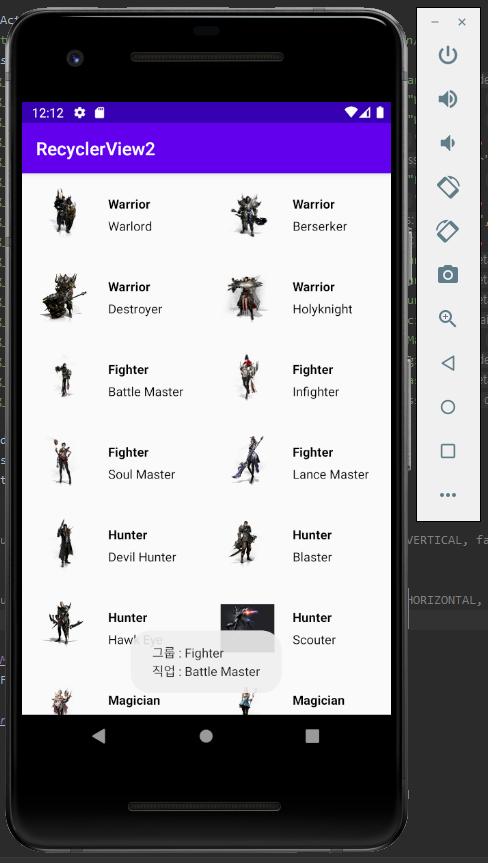 12:12
RecyclerView2
Warrior
Warlord
Warrior
Berserker
Warrior
Destroyer
Warrior
Holyknight
Fighter
Battle Master
Fighter
Infighter
Fighter
Soul Master
Fighter
Lance Master
Hunter
Devil Hunter
Hunter
Blaster
Hunter
Hawk Eye
Hunter
Scouter
그룹 : Fighter
직업 : Battle Master
Magician
Magician
VERTICAL, fa
HORIZONTAL,